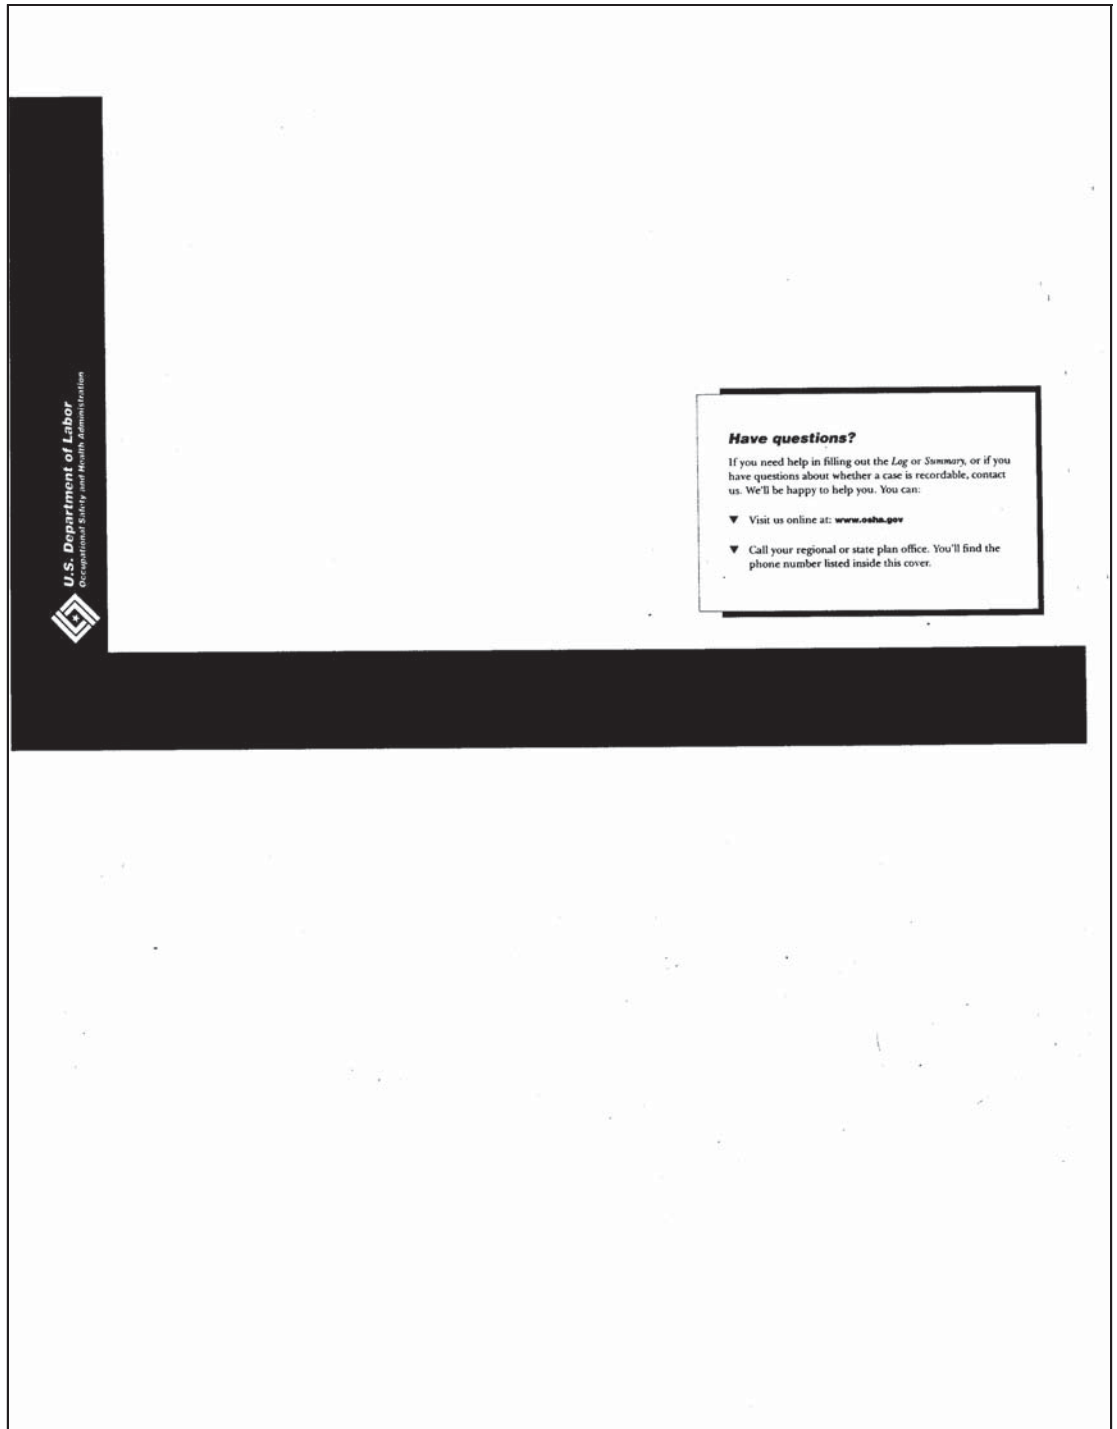 U.S. Department of Labor
Occupational Safety and Health Administration
Have questions?
If you need help in filling out the Log or Summary, or if you
have questions about whether a case is recordable, contact
us. We'll be happy to help you. You can:
▼ Visit us online at: www.osha.gov
▼ Call your regional or state plan office. You'll find the
phone number listed inside this cover.